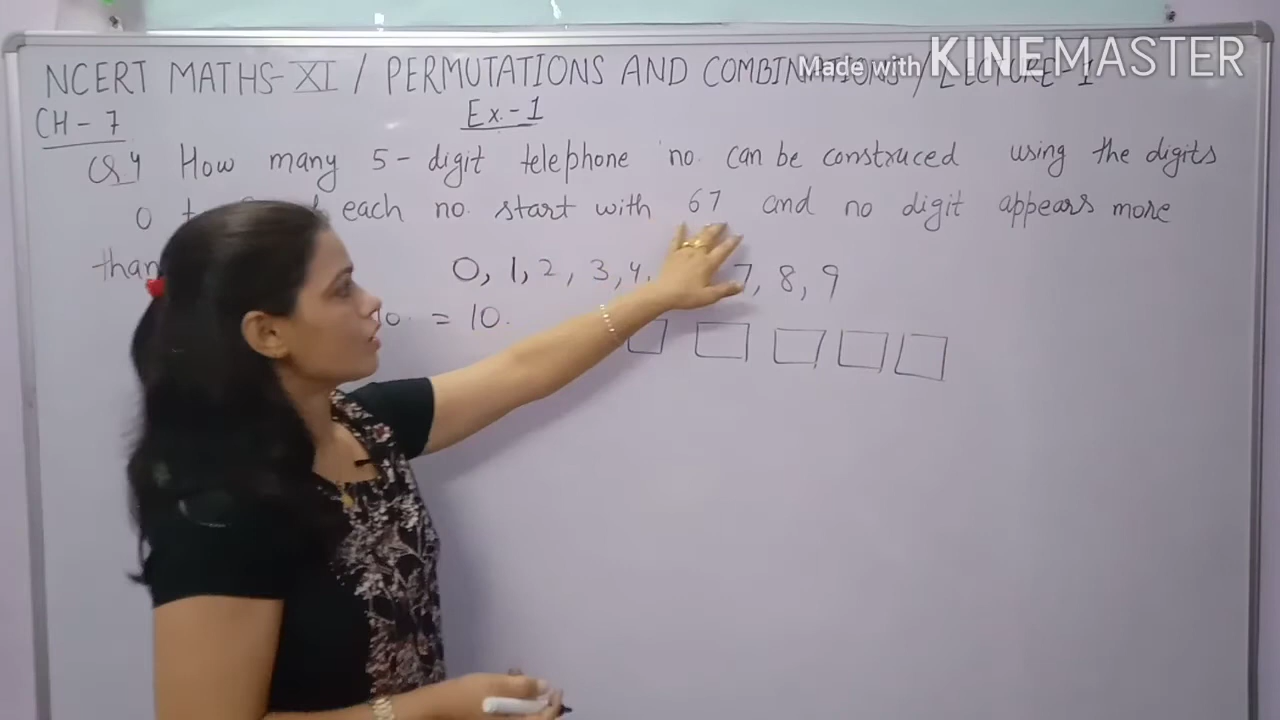 Made with KINEMASTER
NCERT MATHS-XI / PERMUTATIONS AND COMBINATIONS / LECTURE-1
CH - 7
Ex.-1
Q4 How many 5-digit telephone no. can be construced using the digits
0 each no. start with 67 and no digit appears more
than 0, 1, 2, 3, 4, 7, 8, 9
= 10.